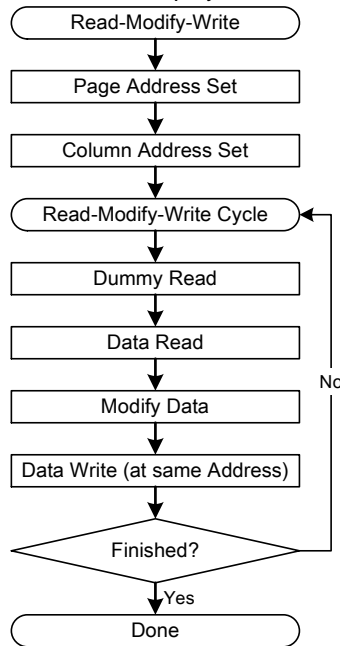 Read-Modify-Write
Page Address Set
Column Address Set
Read-Modify-Write Cycle
Dummy Read
Data Read
No
Modify Data
Data Write (at same Address)
Finished?
Yes
Done